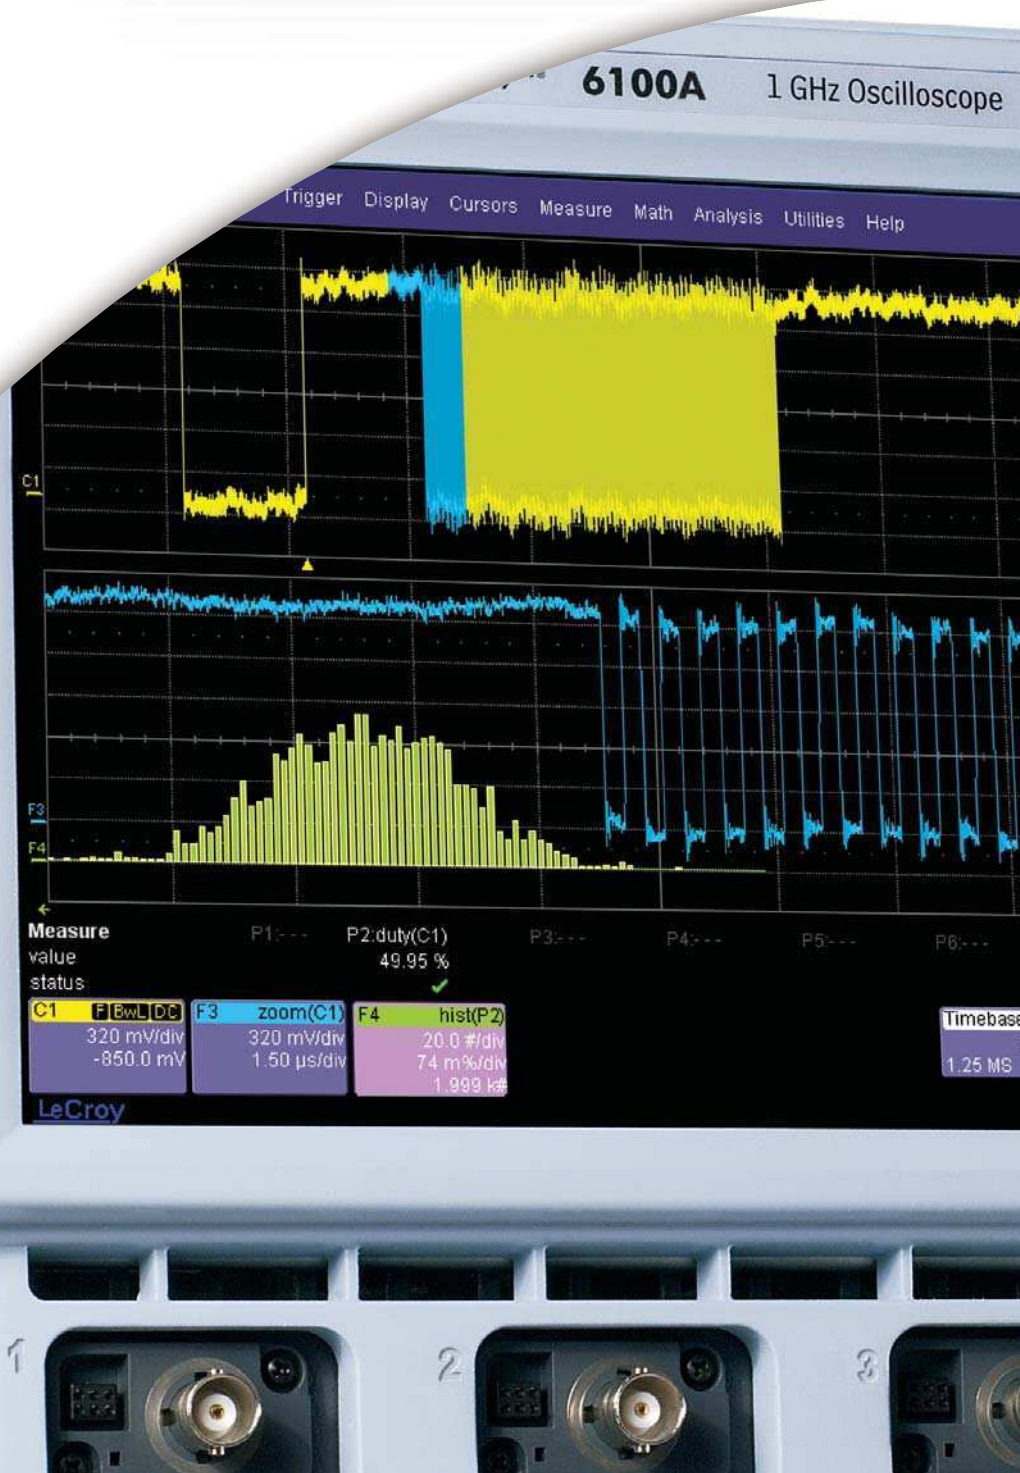 6100A 1 GHz Oscilloscope
Trigger Display Cursors Measure Math Analysis Utilities Help
C1
F3
F4
Measure P1:--- P2:duty(C1) P3:--- P4:--- P5:--- P6:---
value 49.95 %
status
C1 F BwL DC F3 zoom(C1) F4 hist(P2) Timebase
320 mV/div 320 mV/div 20.0 #/div
-850.0 mV 1.50 µs/div 74 m%/div 1.25 MS
1.999 k#
LeCroy
1 2 3